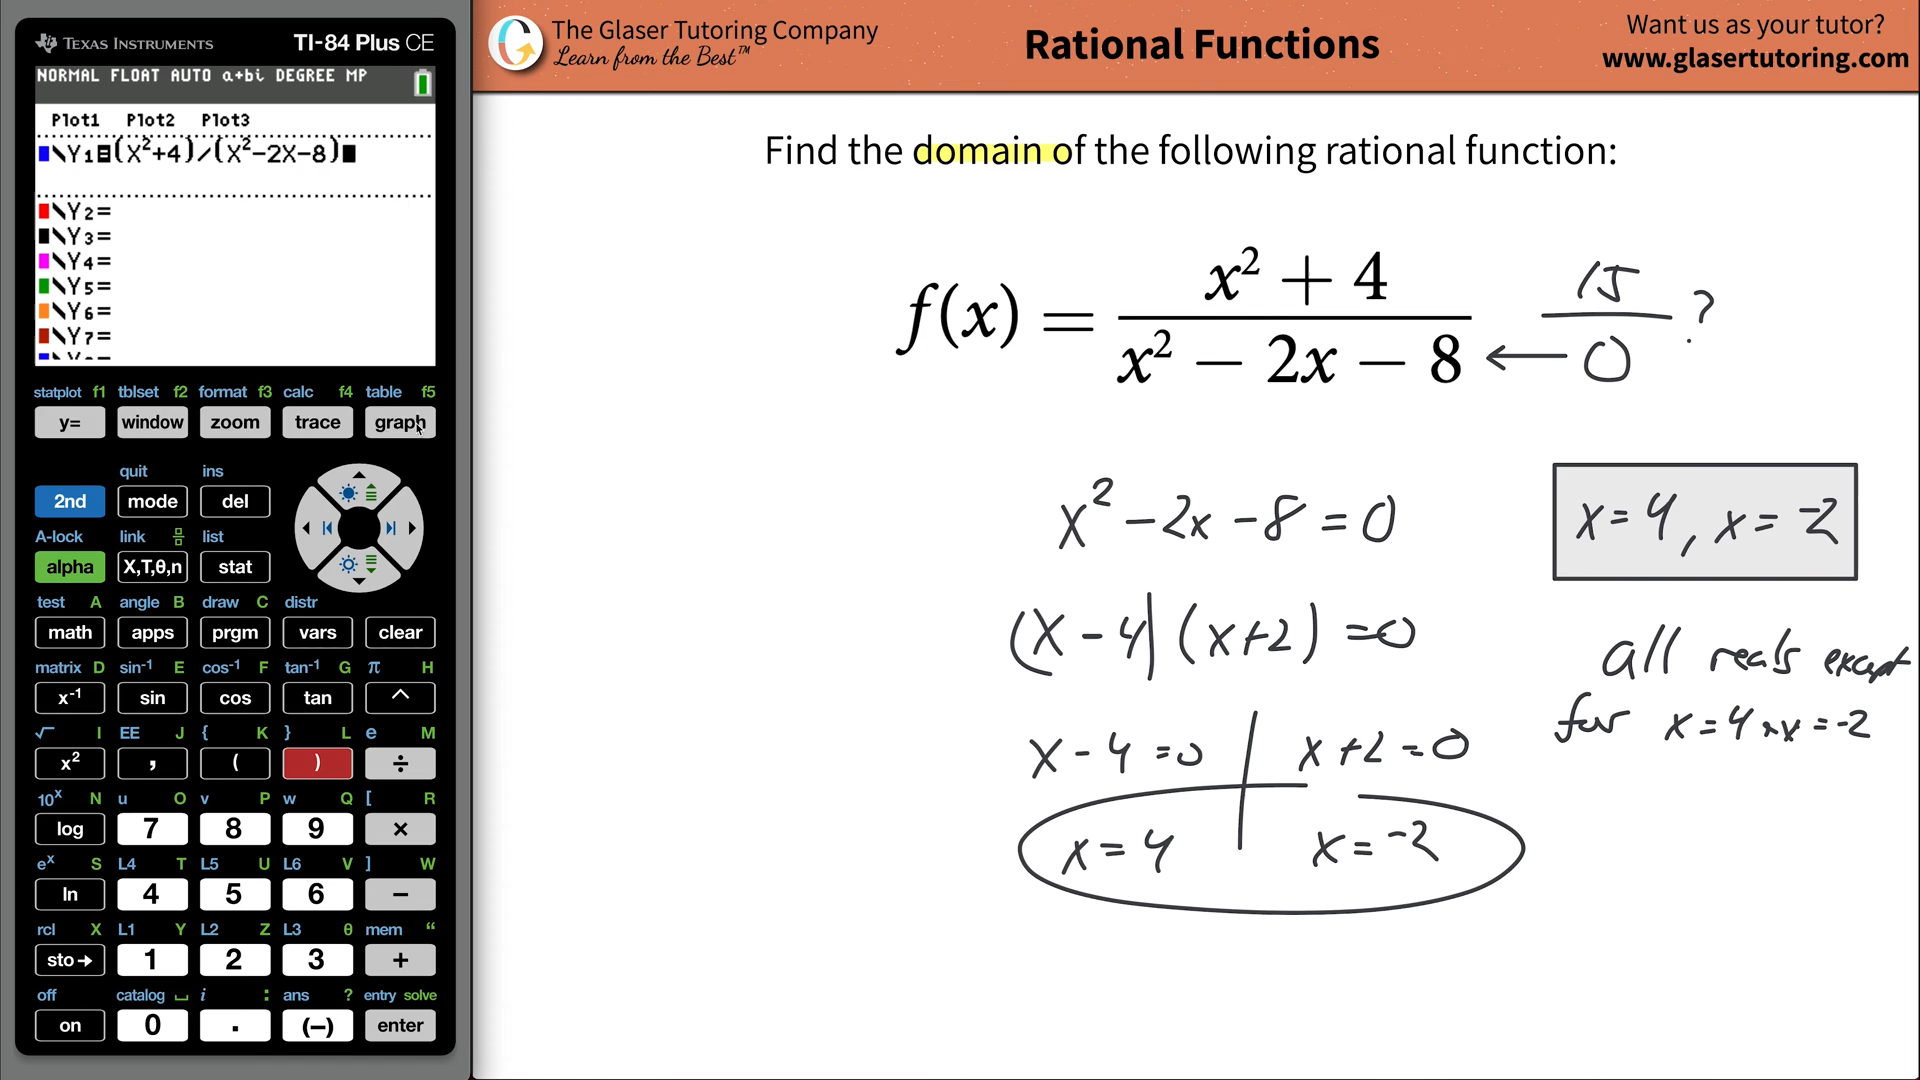 TEXAS INSTRUMENTS TI-84 Plus CE
NORMAL FLOAT AUTO a+bi DEGREE MP
Plot1 Plot2 Plot3
\Y₁=(X²+4)/(X²-2X-8)
\Y₂=
\Y₃=
\Y₄=
\Y₅=
\Y₆=
\Y₇=
statplot f1 tblset f2 format f3 calc f4 table f5
y= window zoom trace graph
quit ins
2nd mode del
A-lock link list
alpha X,T,θ,n stat
test A angle B draw C distr
math apps prgm vars clear
matrix D sin⁻¹ E cos⁻¹ F tan⁻¹ G π H
x⁻¹ sin cos tan ^
√ I EE J { K } L e M
x² , ( ) ÷
10ˣ N u O v P w Q [ R
log 7 8 9 ×
eˣ S L4 T L5 U L6 V ] W
ln 4 5 6 −
rcl X L1 Y L2 Z L3 θ mem “
sto→ 1 2 3 +
off catalog ⎵ i : ans ? entry solve
on 0 . (−) enter
The Glaser Tutoring Company
Learn from the Best™
Rational Functions
Want us as your tutor?
www.glasertutoring.com
Find the domain of the following rational function:
f(x) = (x² + 4)/(x² − 2x − 8) ← 15/0 ?
x² − 2x − 8 = 0
x = 4, x = −2
(x − 4)(x + 2) = 0
all reals except
for x = 4 + x = −2
x − 4 = 0 | x + 2 = 0
x = 4 | x = −2